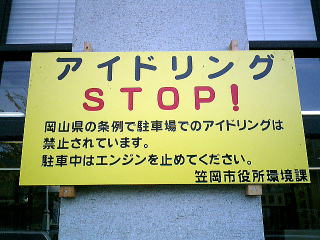 アイドリング
STOP!
岡山県の条例で駐車場でのアイドリングは
禁止されています。
駐車中はエンジンを止めてください。
笠岡市役所環境課